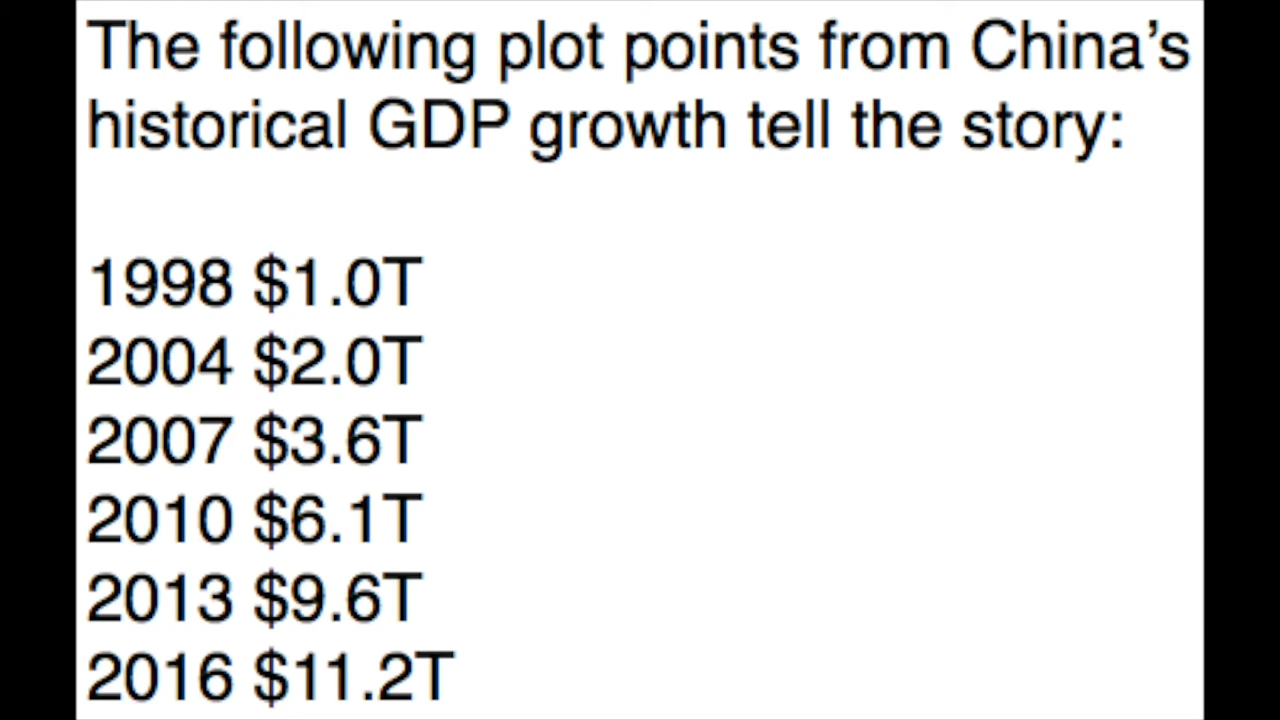 The following plot points from China’s
historical GDP growth tell the story:
1998 $1.0T
2004 $2.0T
2007 $3.6T
2010 $6.1T
2013 $9.6T
2016 $11.2T